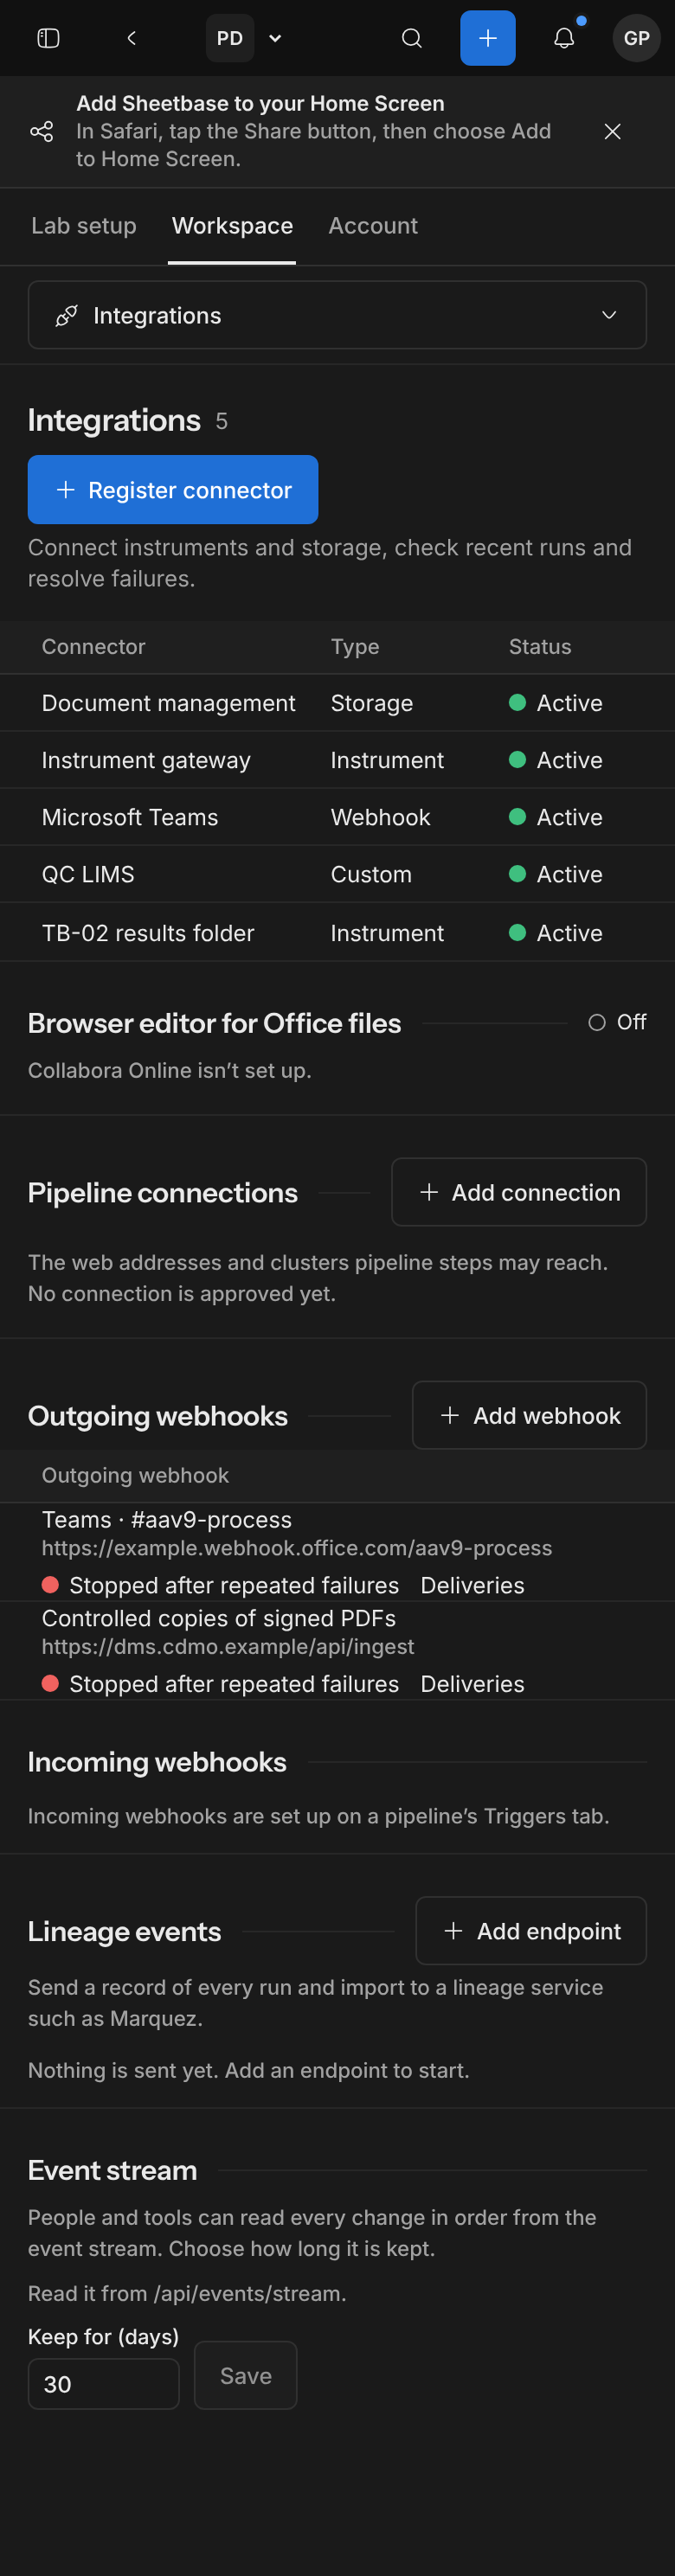 PD
GP
Add Sheetbase to your Home Screen
In Safari, tap the Share button, then choose Add
to Home Screen.
Lab setup
Workspace
Account
Integrations
Integrations 5
Register connector
Connect instruments and storage, check recent runs and
resolve failures.
Connector Type Status
Document management Storage Active
Instrument gateway Instrument Active
Microsoft Teams Webhook Active
QC LIMS Custom Active
TB-02 results folder Instrument Active
Browser editor for Office files Off
Collabora Online isn’t set up.
Pipeline connections Add connection
The web addresses and clusters pipeline steps may reach.
No connection is approved yet.
Outgoing webhooks Add webhook
Outgoing webhook
Teams · #aav9-process
https://example.webhook.office.com/aav9-process
Stopped after repeated failures Deliveries
Controlled copies of signed PDFs
https://dms.cdmo.example/api/ingest
Stopped after repeated failures Deliveries
Incoming webhooks
Incoming webhooks are set up on a pipeline’s Triggers tab.
Lineage events Add endpoint
Send a record of every run and import to a lineage service
such as Marquez.
Nothing is sent yet. Add an endpoint to start.
Event stream
People and tools can read every change in order from the
event stream. Choose how long it is kept.
Read it from /api/events/stream.
Keep for (days)
30 Save